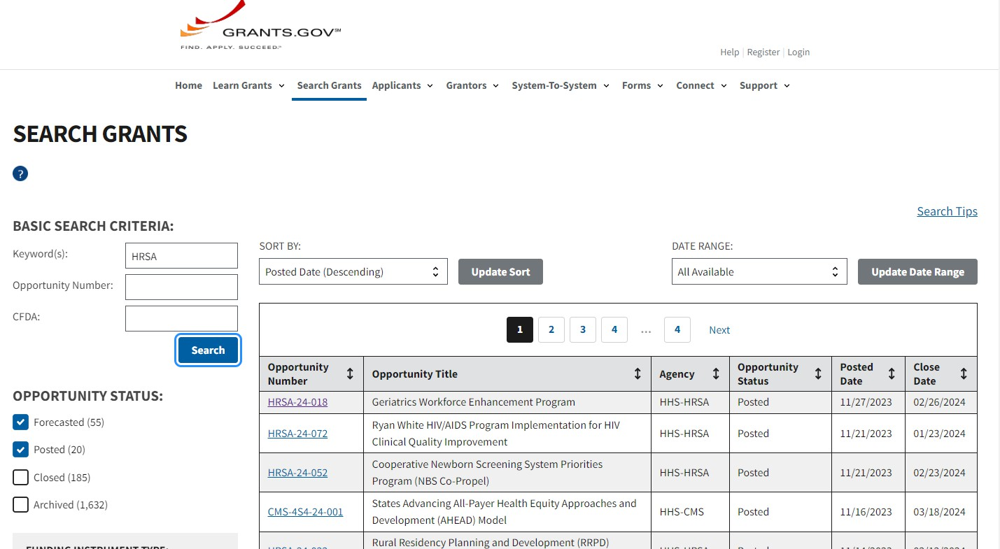 GRANTS.GOV℠
FIND. APPLY. SUCCEED.℠
Help | Register | Login
Home Learn Grants Search Grants Applicants Grantors System-To-System Forms Connect Support
SEARCH GRANTS
?
Search Tips
BASIC SEARCH CRITERIA:
Keyword(s): HRSA
Opportunity Number:
CFDA:
Search
OPPORTUNITY STATUS:
Forecasted (55)
Posted (20)
Closed (185)
Archived (1,632)
SORT BY:
Posted Date (Descending) Update Sort
DATE RANGE:
All Available Update Date Range
1 2 3 4 ... 4 Next
Opportunity Number Opportunity Title Agency Opportunity Status Posted Date Close Date
HRSA-24-018 Geriatrics Workforce Enhancement Program HHS-HRSA Posted 11/27/2023 02/26/2024
HRSA-24-072 Ryan White HIV/AIDS Program Implementation for HIV
Clinical Quality Improvement HHS-HRSA Posted 11/21/2023 01/23/2024
HRSA-24-052 Cooperative Newborn Screening System Priorities
Program (NBS Co-Propel) HHS-HRSA Posted 11/21/2023 02/23/2024
CMS-4S4-24-001 States Advancing All-Payer Health Equity Approaches and
Development (AHEAD) Model HHS-CMS Posted 11/16/2023 03/18/2024
Rural Residency Planning and Development (RRPD)